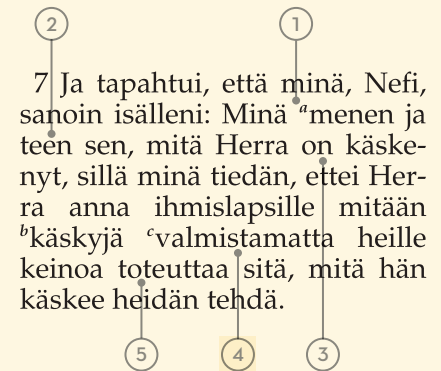 2 1
7 Ja tapahtui, että minä, Nefi,
sanoin isälleni: Minä ᵃmenen ja
teen sen, mitä Herra on käske-
nyt, sillä minä tiedän, ettei Her-
ra anna ihmislapsille mitään
ᵇkäskyjä ᶜvalmistamatta heille
keinoa toteuttaa sitä, mitä hän
käskee heidän tehdä.
5 4 3